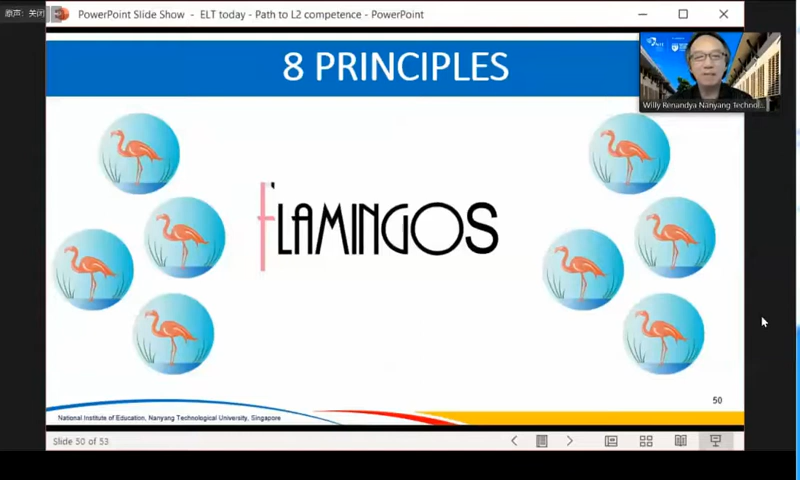 原声：关闭
PowerPoint Slide Show - ELT today - Path to L2 competence - PowerPoint
8 PRINCIPLES
Willy Renandya Nanyang Technol...
FLAMINGOS
50
National Institute of Education, Nanyang Technological University, Singapore
Slide 50 of 53